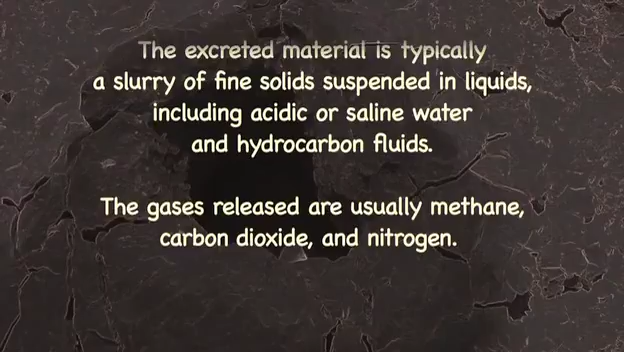 The excreted material is typically
a slurry of fine solids suspended in liquids,
including acidic or saline water
and hydrocarbon fluids.
The gases released are usually methane,
carbon dioxide, and nitrogen.